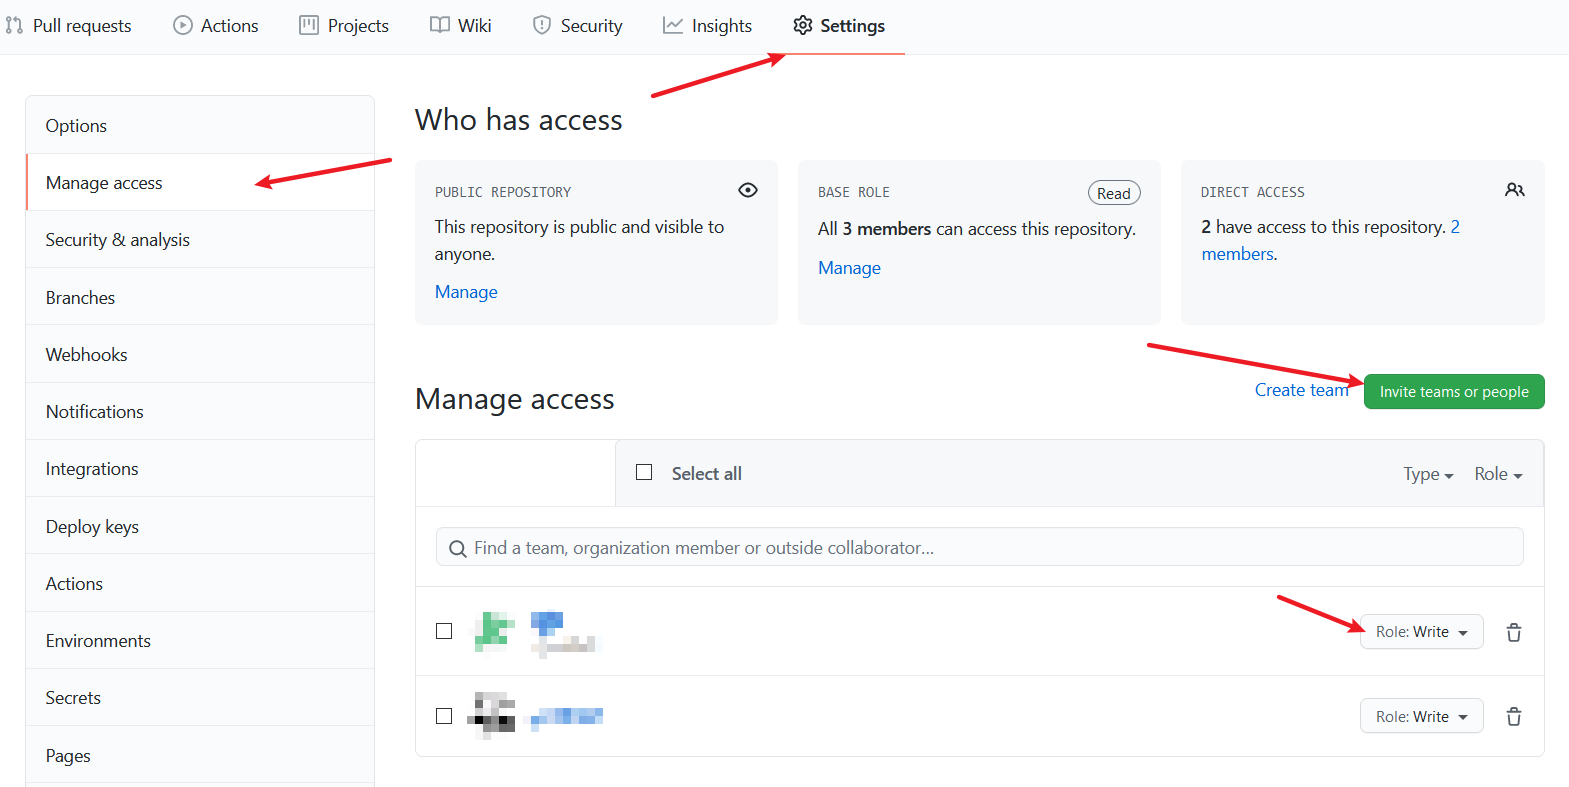 Pull requests Actions Projects Wiki Security Insights Settings
Options
Manage access
Security & analysis
Branches
Webhooks
Notifications
Integrations
Deploy keys
Actions
Environments
Secrets
Pages
Who has access
PUBLIC REPOSITORY
This repository is public and visible to
anyone.
Manage
BASE ROLE Read
All 3 members can access this repository.
Manage
DIRECT ACCESS
2 have access to this repository. 2
members.
Manage access
Create team Invite teams or people
Select all Type Role
Find a team, organization member or outside collaborator...
Role: Write
Role: Write